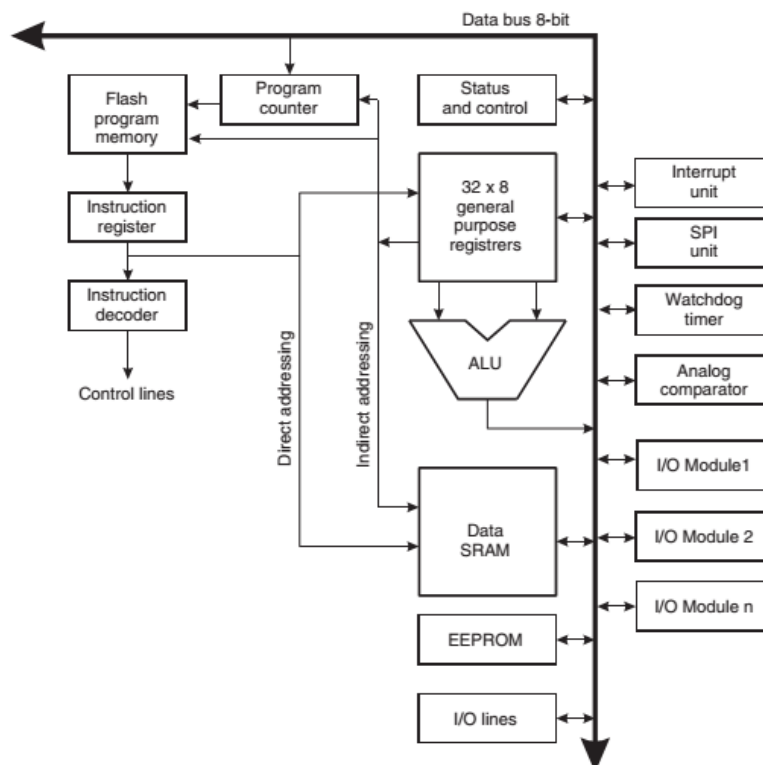 Data bus 8-bit
Flash
program
memory
Program
counter
Status
and control
32 x 8
general
purpose
registrers
Interrupt
unit
Instruction
register
SPI
unit
Instruction
decoder
Watchdog
timer
ALU
Analog
comparator
Control lines
Direct addressing
Indirect addressing
I/O Module1
Data
SRAM
I/O Module 2
I/O Module n
EEPROM
I/O lines